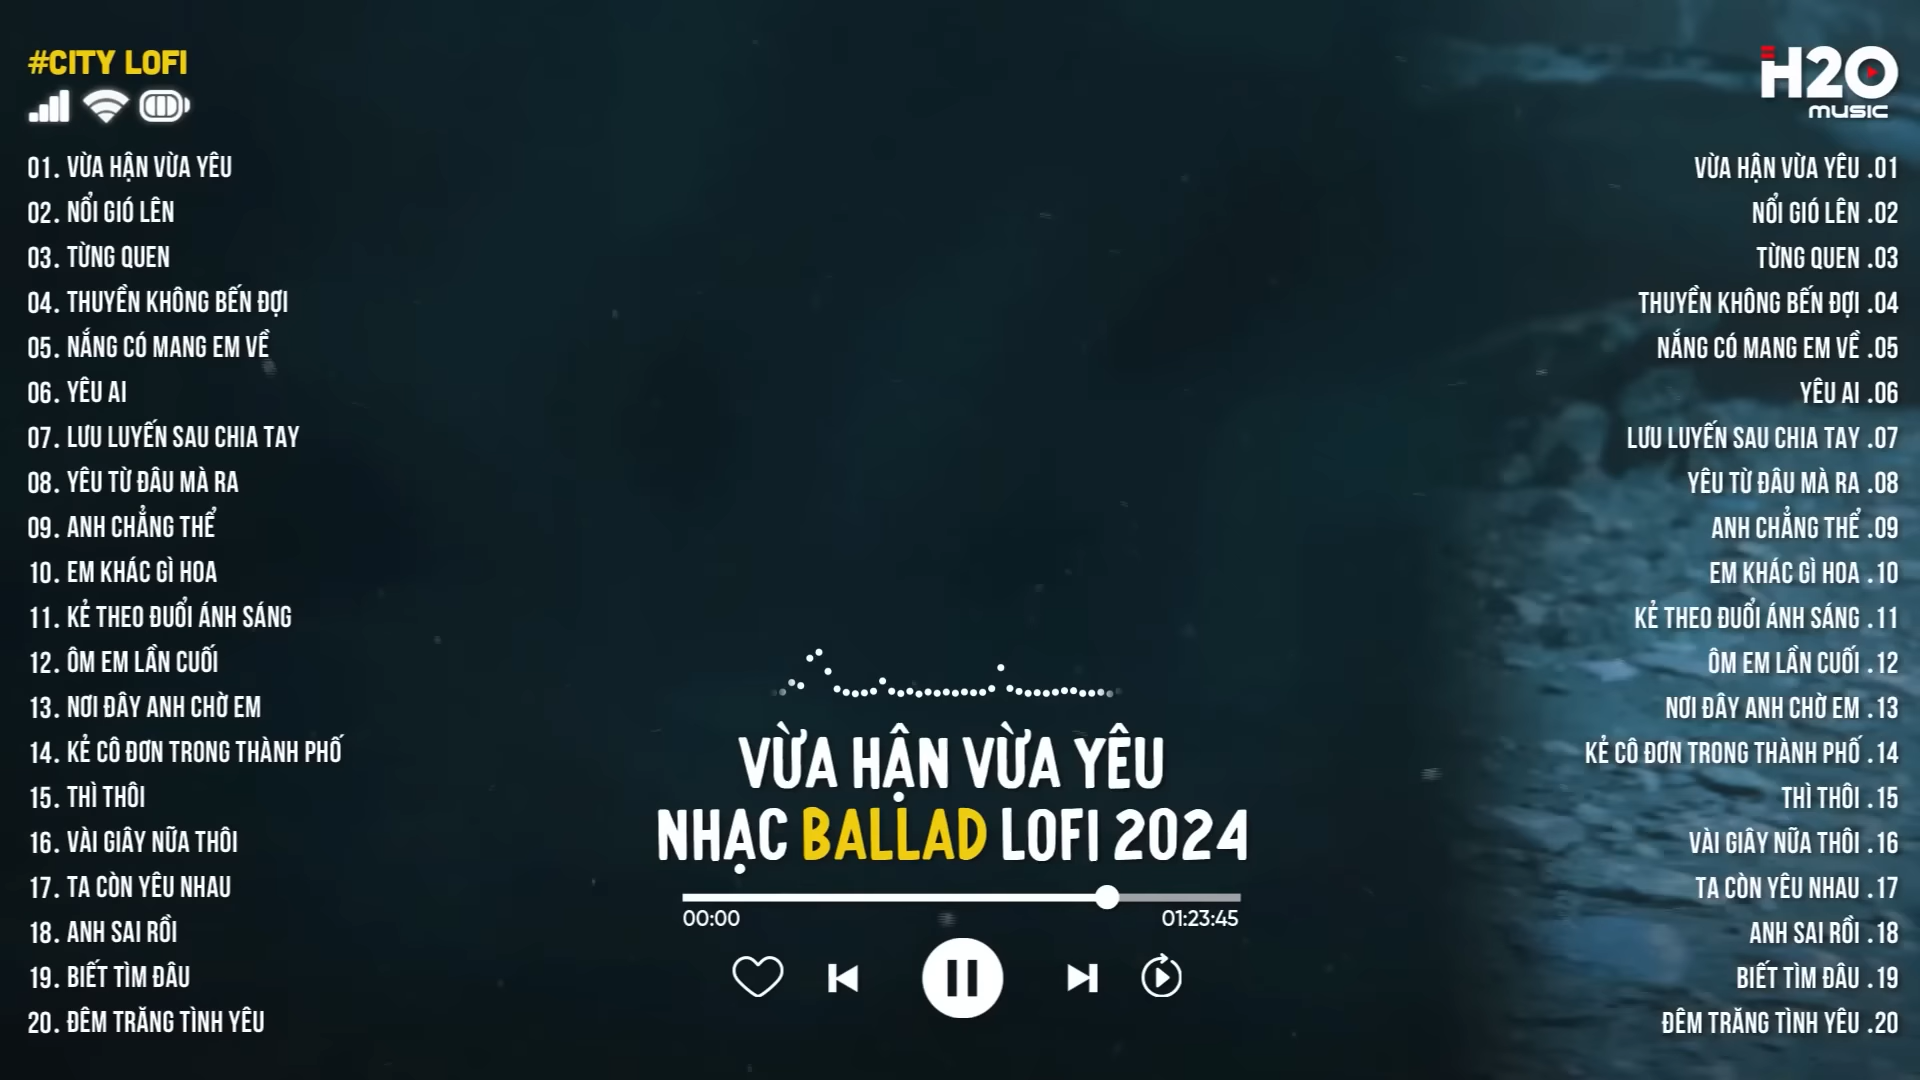 #CITY LOFI
H2O
MUSIC
01. VỪA HẬN VỪA YÊU
02. NỔI GIÓ LÊN
03. TỪNG QUEN
04. THUYỀN KHÔNG BẾN ĐỢI
05. NẮNG CÓ MANG EM VỀ
06. YÊU AI
07. LƯU LUYẾN SAU CHIA TAY
08. YÊU TỪ ĐÂU MÀ RA
09. ANH CHẲNG THỂ
10. EM KHÁC GÌ HOA
11. KẺ THEO ĐUỔI ÁNH SÁNG
12. ÔM EM LẦN CUỐI
13. NƠI ĐÂY ANH CHỜ EM
14. KẺ CÔ ĐƠN TRONG THÀNH PHỐ
15. THÌ THÔI
16. VÀI GIÂY NỮA THÔI
17. TA CÒN YÊU NHAU
18. ANH SAI RỒI
19. BIẾT TÌM ĐÂU
20. ĐÊM TRĂNG TÌNH YÊU
VỪA HẬN VỪA YÊU
NHẠC BALLAD LOFI 2024
00:00
01:23:45
VỪA HẬN VỪA YÊU .01
NỔI GIÓ LÊN .02
TỪNG QUEN .03
THUYỀN KHÔNG BẾN ĐỢI .04
NẮNG CÓ MANG EM VỀ .05
YÊU AI .06
LƯU LUYẾN SAU CHIA TAY .07
YÊU TỪ ĐÂU MÀ RA .08
ANH CHẲNG THỂ .09
EM KHÁC GÌ HOA .10
KẺ THEO ĐUỔI ÁNH SÁNG .11
ÔM EM LẦN CUỐI .12
NƠI ĐÂY ANH CHỜ EM .13
KẺ CÔ ĐƠN TRONG THÀNH PHỐ .14
THÌ THÔI .15
VÀI GIÂY NỮA THÔI .16
TA CÒN YÊU NHAU .17
ANH SAI RỒI .18
BIẾT TÌM ĐÂU .19
ĐÊM TRĂNG TÌNH YÊU .20